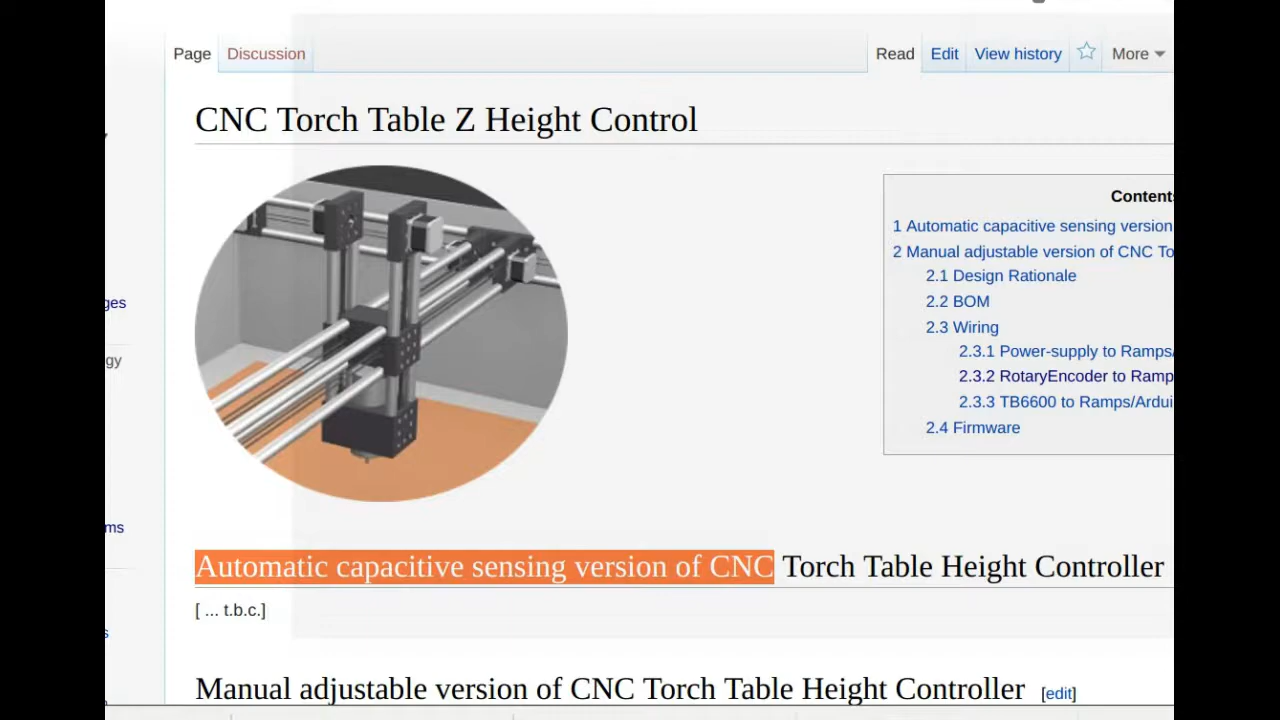 Page Discussion Read Edit View history More
CNC Torch Table Z Height Control
Contents
1 Automatic capacitive sensing version
2 Manual adjustable version of CNC To
2.1 Design Rationale
2.2 BOM
2.3 Wiring
2.3.1 Power-supply to Ramps/
2.3.2 RotaryEncoder to Ramp
2.3.3 TB6600 to Ramps/Ardui
2.4 Firmware
ges
gy
ms
s
Automatic capacitive sensing version of CNC Torch Table Height Controller
[ ... t.b.c.]
Manual adjustable version of CNC Torch Table Height Controller [edit]